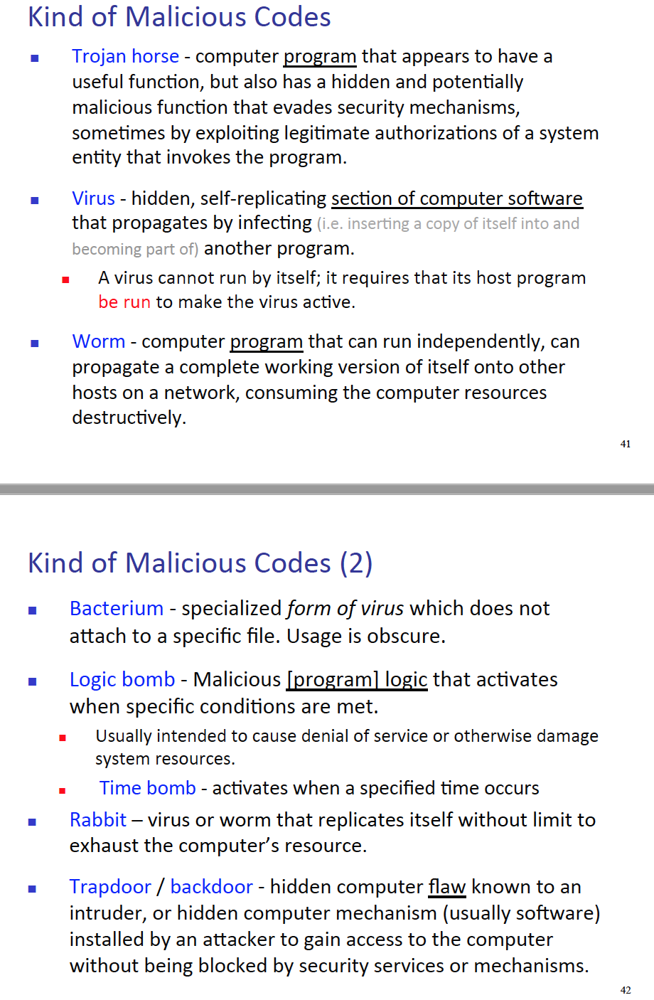 Kind of Malicious Codes
Trojan horse - computer program that appears to have a
useful function, but also has a hidden and potentially
malicious function that evades security mechanisms,
sometimes by exploiting legitimate authorizations of a system
entity that invokes the program.
Virus - hidden, self-replicating section of computer software
that propagates by infecting (i.e. inserting a copy of itself into and
becoming part of) another program.
A virus cannot run by itself; it requires that its host program
be run to make the virus active.
Worm - computer program that can run independently, can
propagate a complete working version of itself onto other
hosts on a network, consuming the computer resources
destructively.
41
Kind of Malicious Codes (2)
Bacterium - specialized form of virus which does not
attach to a specific file. Usage is obscure.
Logic bomb - Malicious [program] logic that activates
when specific conditions are met.
Usually intended to cause denial of service or otherwise damage
system resources.
Time bomb - activates when a specified time occurs
Rabbit – virus or worm that replicates itself without limit to
exhaust the computer’s resource.
Trapdoor / backdoor - hidden computer flaw known to an
intruder, or hidden computer mechanism (usually software)
installed by an attacker to gain access to the computer
without being blocked by security services or mechanisms.
42